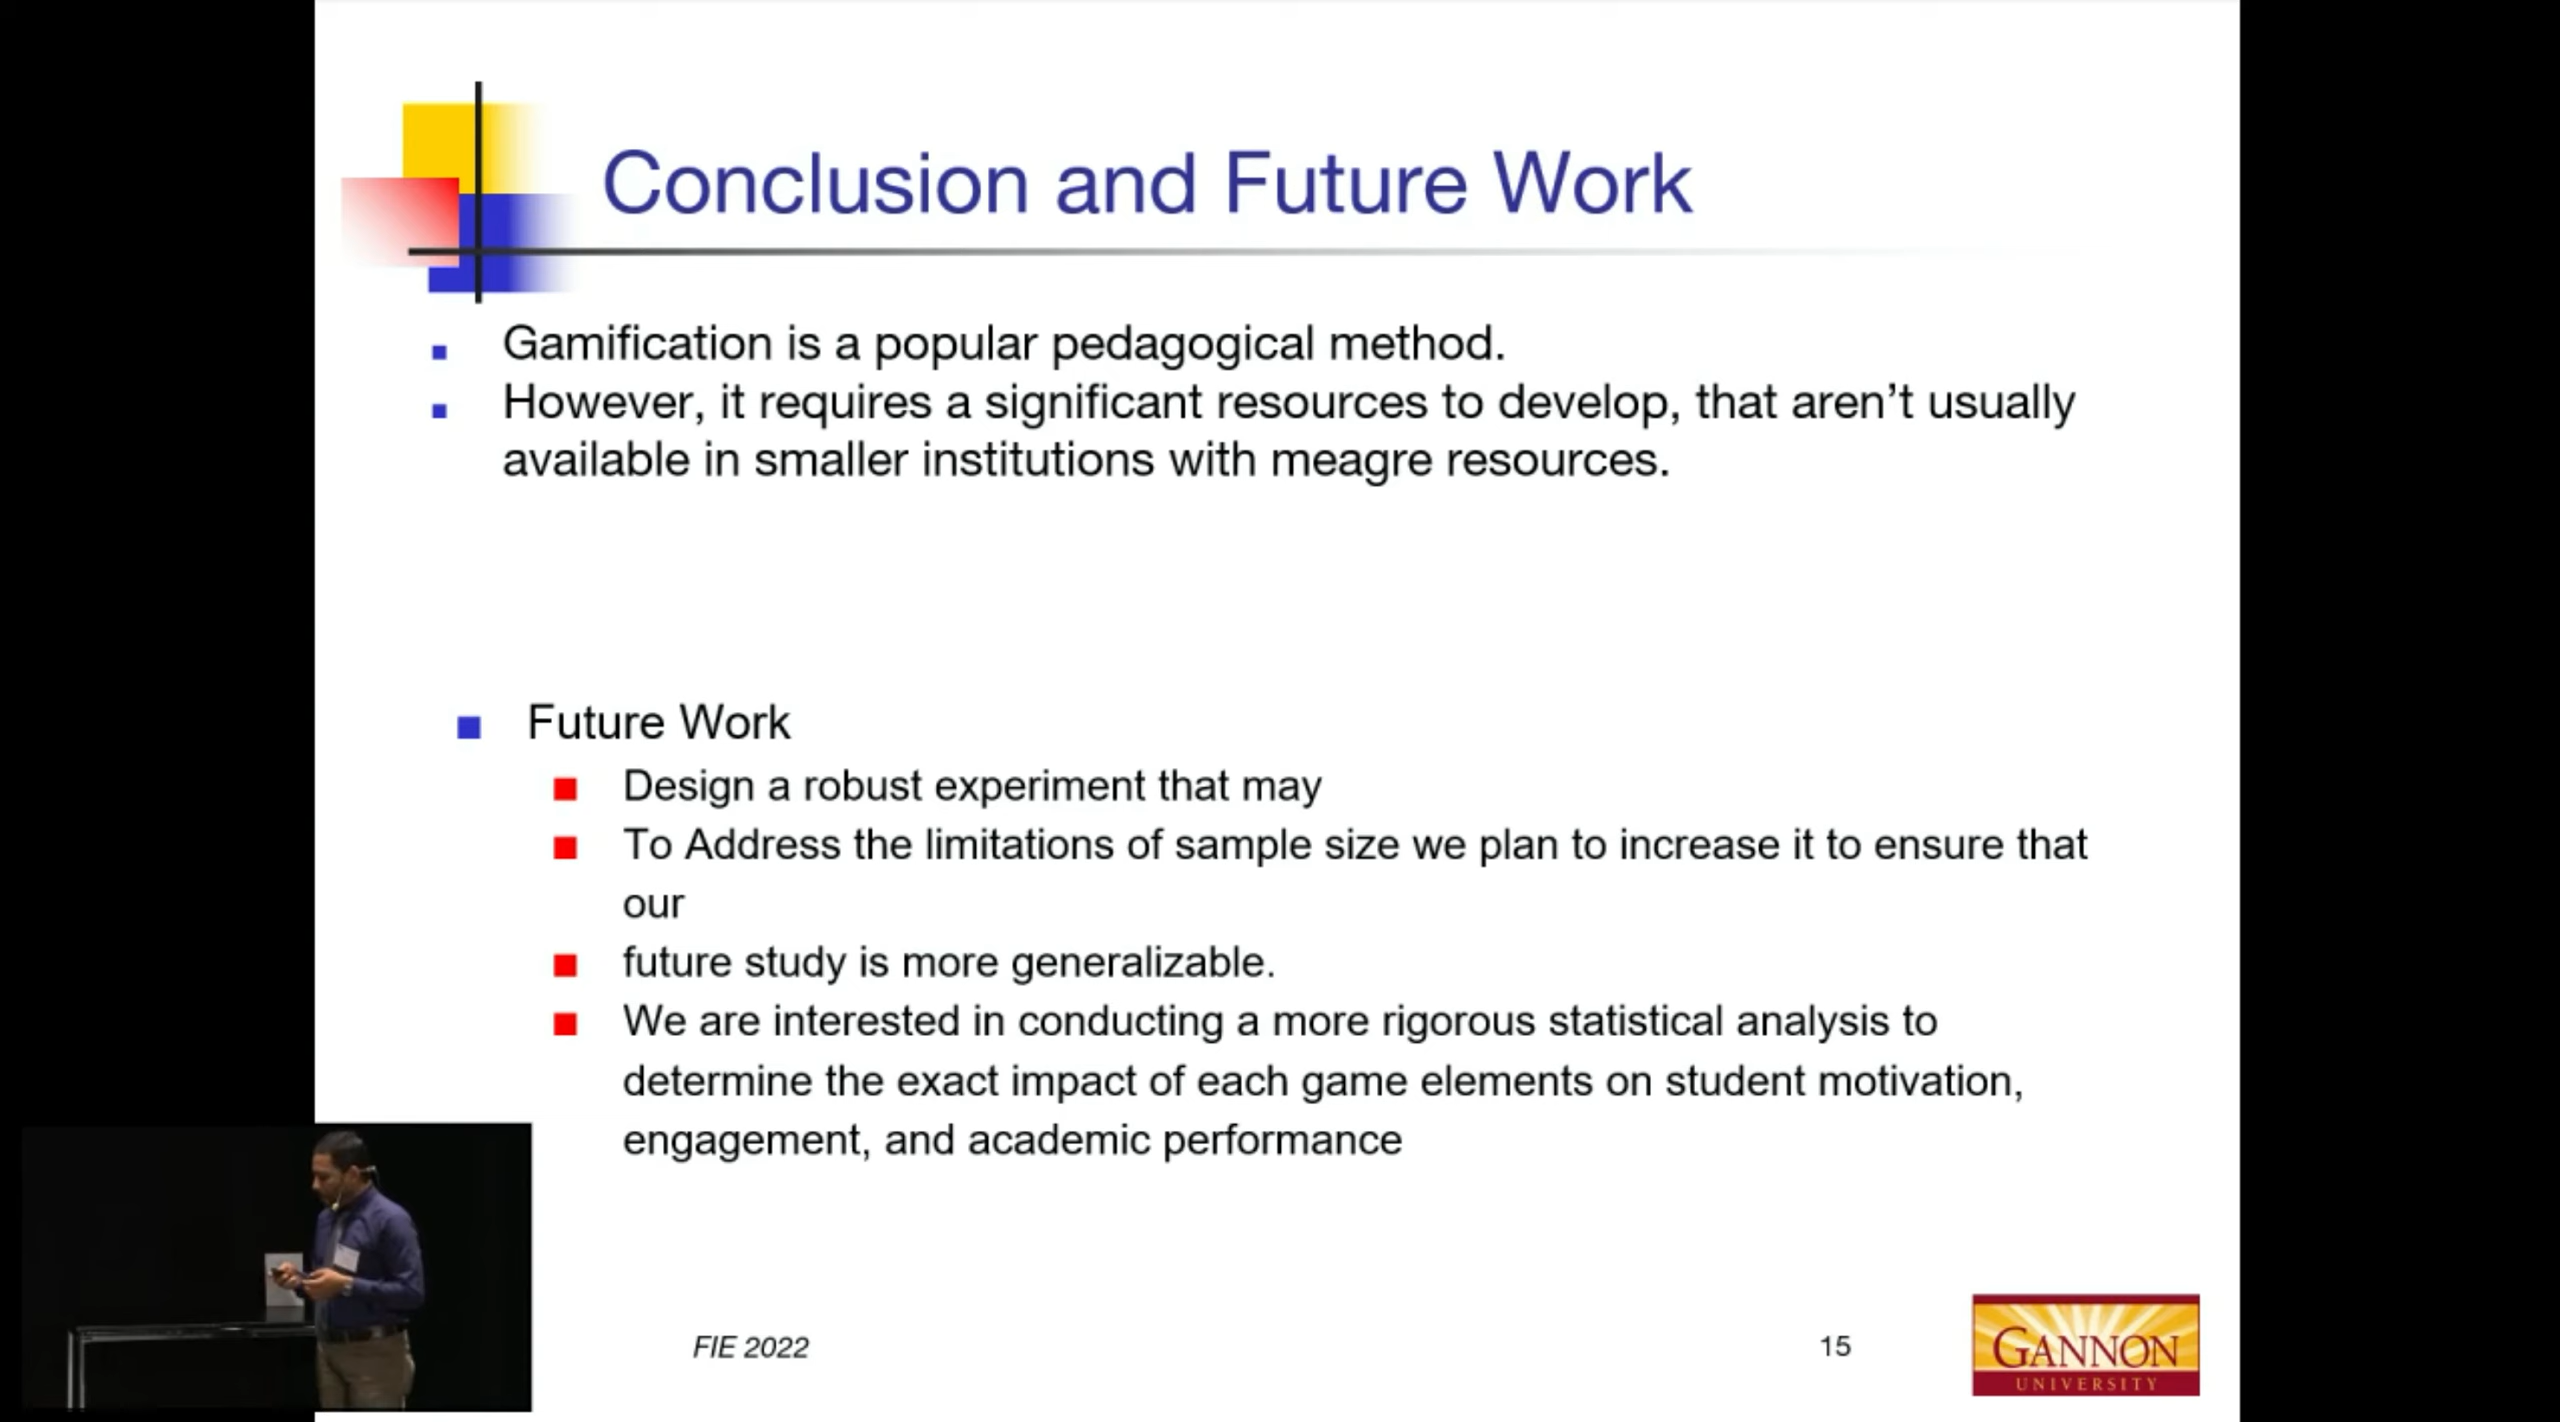 Conclusion and Future Work
Gamification is a popular pedagogical method.
However, it requires a significant resources to develop, that aren't usually
available in smaller institutions with meagre resources.
Future Work
Design a robust experiment that may
To Address the limitations of sample size we plan to increase it to ensure that
our
future study is more generalizable.
We are interested in conducting a more rigorous statistical analysis to
determine the exact impact of each game elements on student motivation,
engagement, and academic performance
FIE 2022
15
GANNON
UNIVERSITY